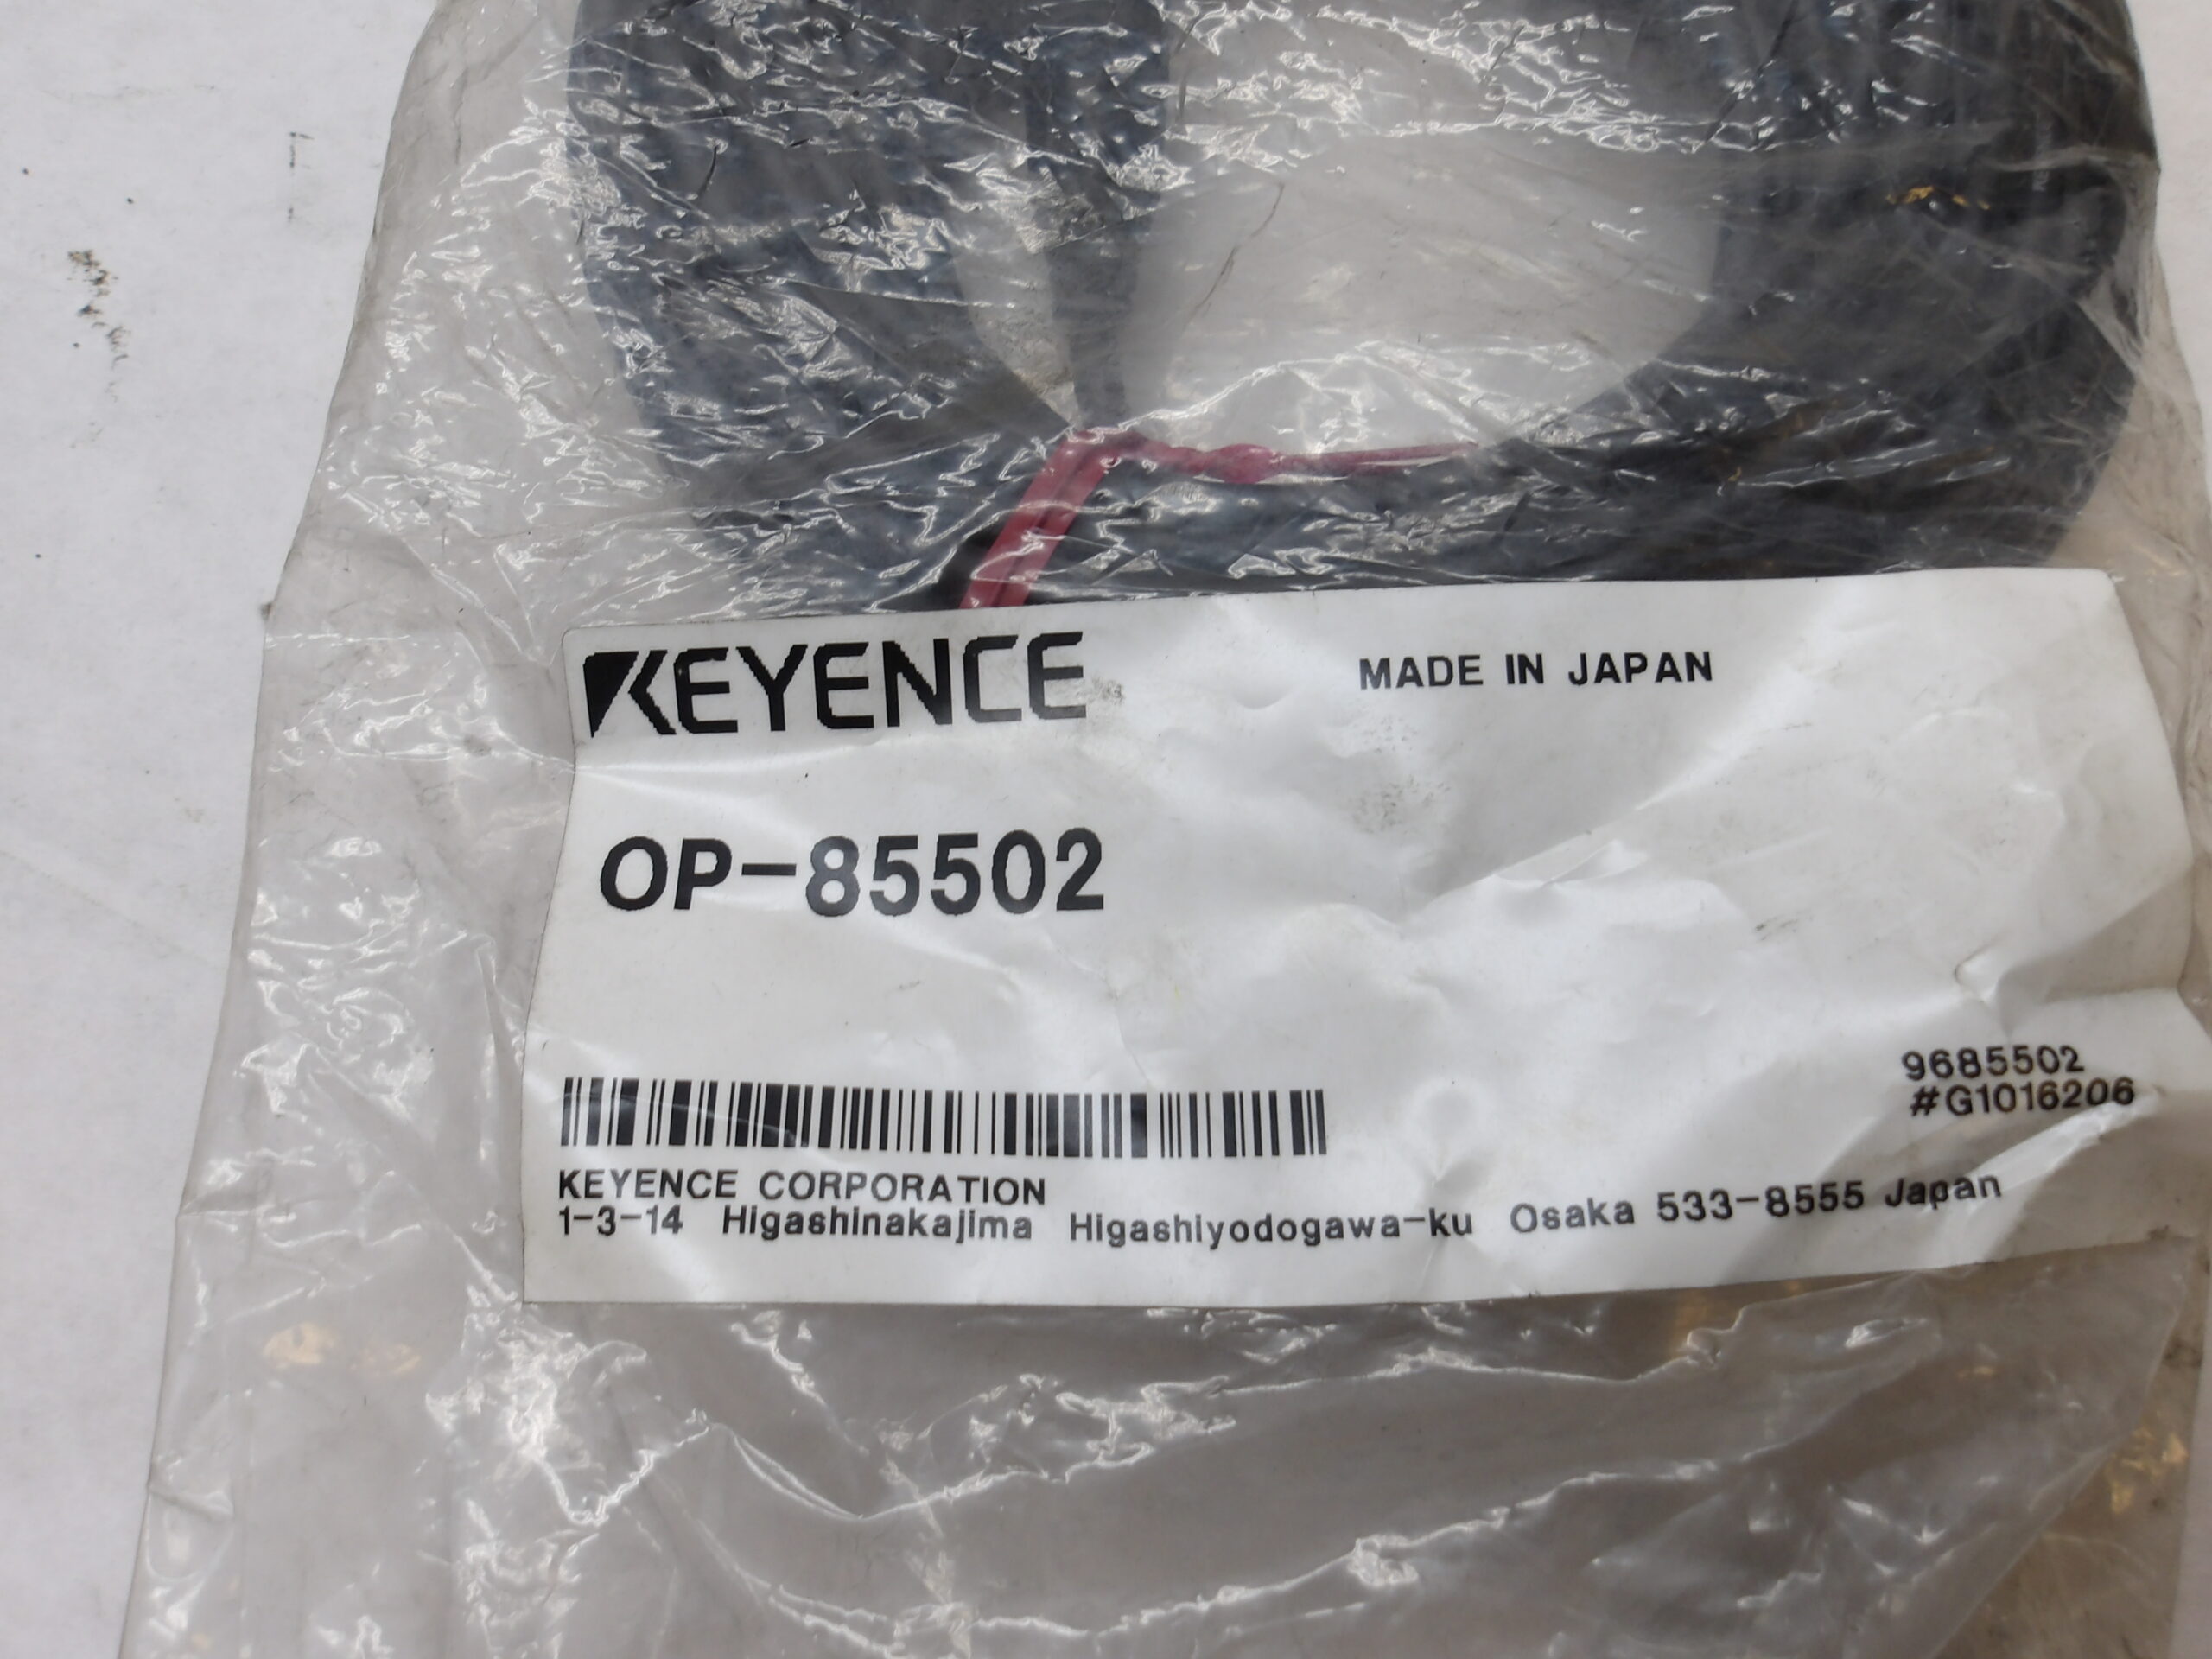 KEYENCE
MADE IN JAPAN
OP-85502
9685502
#G1016206
KEYENCE CORPORATION
1-3-14 Higashinakajima Higashiyodogawa-ku Osaka 533-8555 Japan